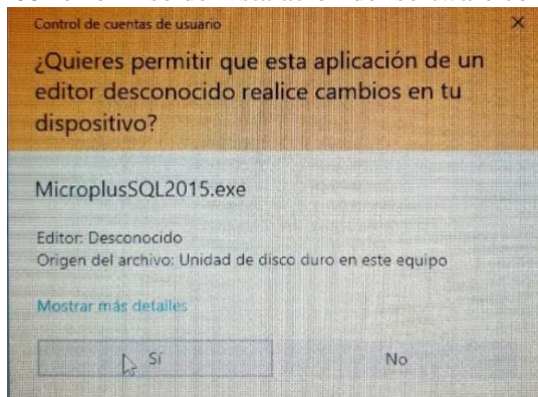 Control de cuentas de usuario
¿Quieres permitir que esta aplicación de un
editor desconocido realice cambios en tu
dispositivo?
MicroplusSQL2015.exe
Editor: Desconocido
Origen del archivo: Unidad de disco duro en este equipo
Mostrar más detalles
Sí
No